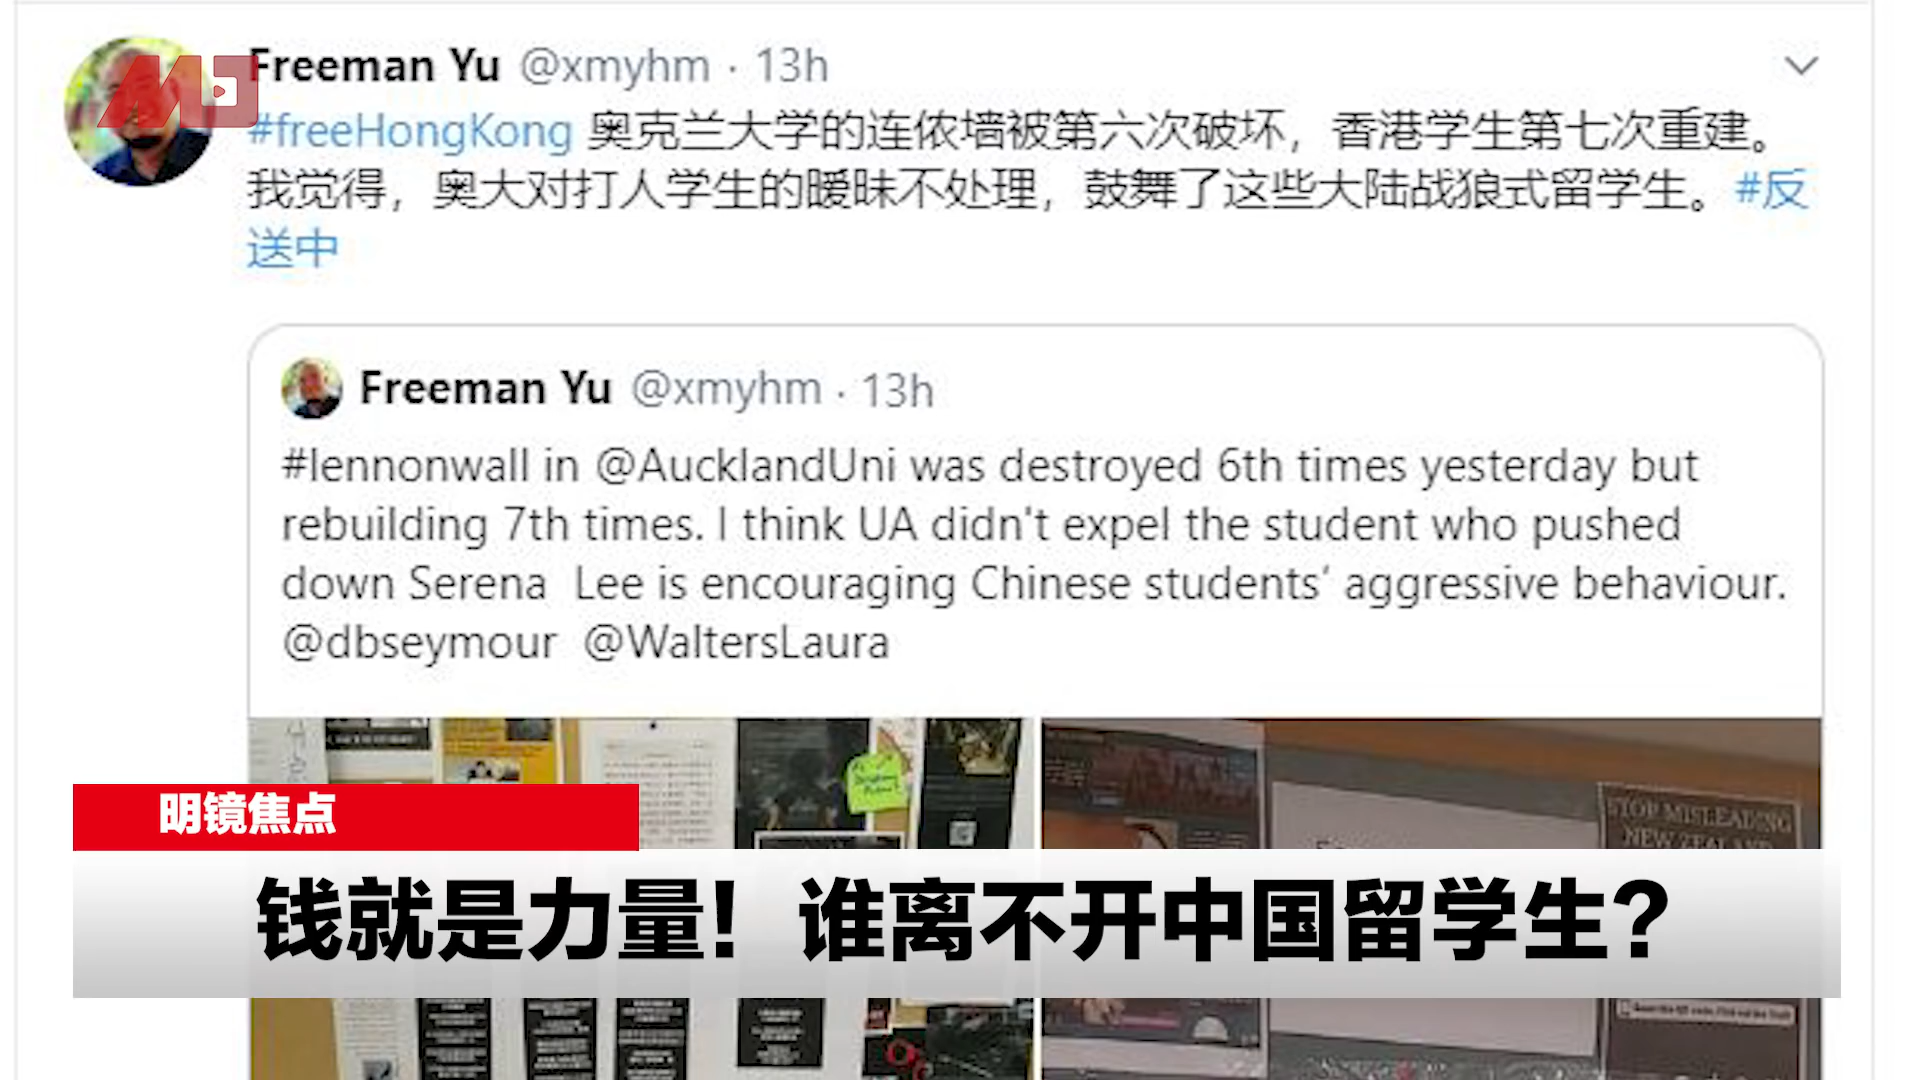 Freeman Yu @xmyhm · 13h
#freeHongKong 奥克兰大学的连侬墙被第六次破坏，香港学生第七次重建。
我觉得，奥大对打人学生的暧昧不处理，鼓舞了这些大陆战狼式留学生。#反
送中
Freeman Yu @xmyhm · 13h
#lennonwall in @AucklandUni was destroyed 6th times yesterday but
rebuilding 7th times. I think UA didn't expel the student who pushed
down Serena Lee is encouraging Chinese students’ aggressive behaviour.
@dbseymour @WaltersLaura
STOP MISLEADING
NEW ZEALAND
明镜焦点
钱就是力量！谁离不开中国留学生？